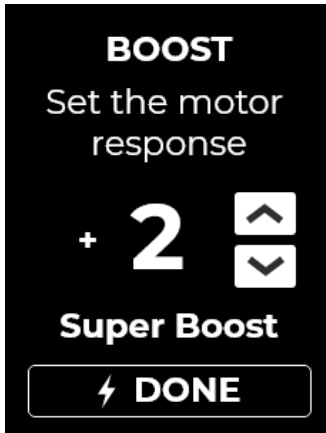 BOOST
Set the motor
response
+ 2
Super Boost
DONE